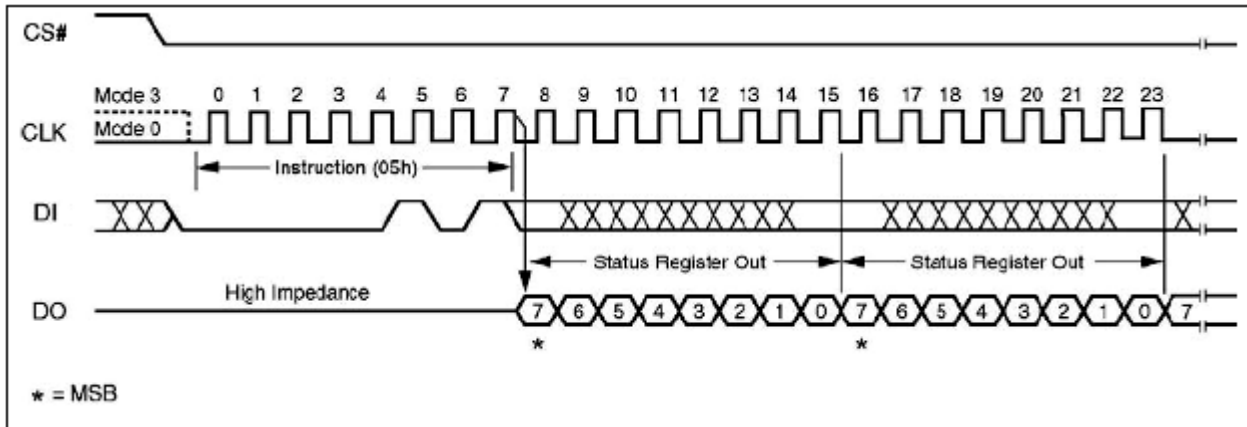 CS#
Mode 3 0 1 2 3 4 5 6 7 8 9 10 11 12 13 14 15 16 17 18 19 20 21 22 23
CLK Mode 0
Instruction (05h)
DI
Status Register Out Status Register Out
High Impedance
DO 7 6 5 4 3 2 1 0 7 6 5 4 3 2 1 0 7
* *
* = MSB